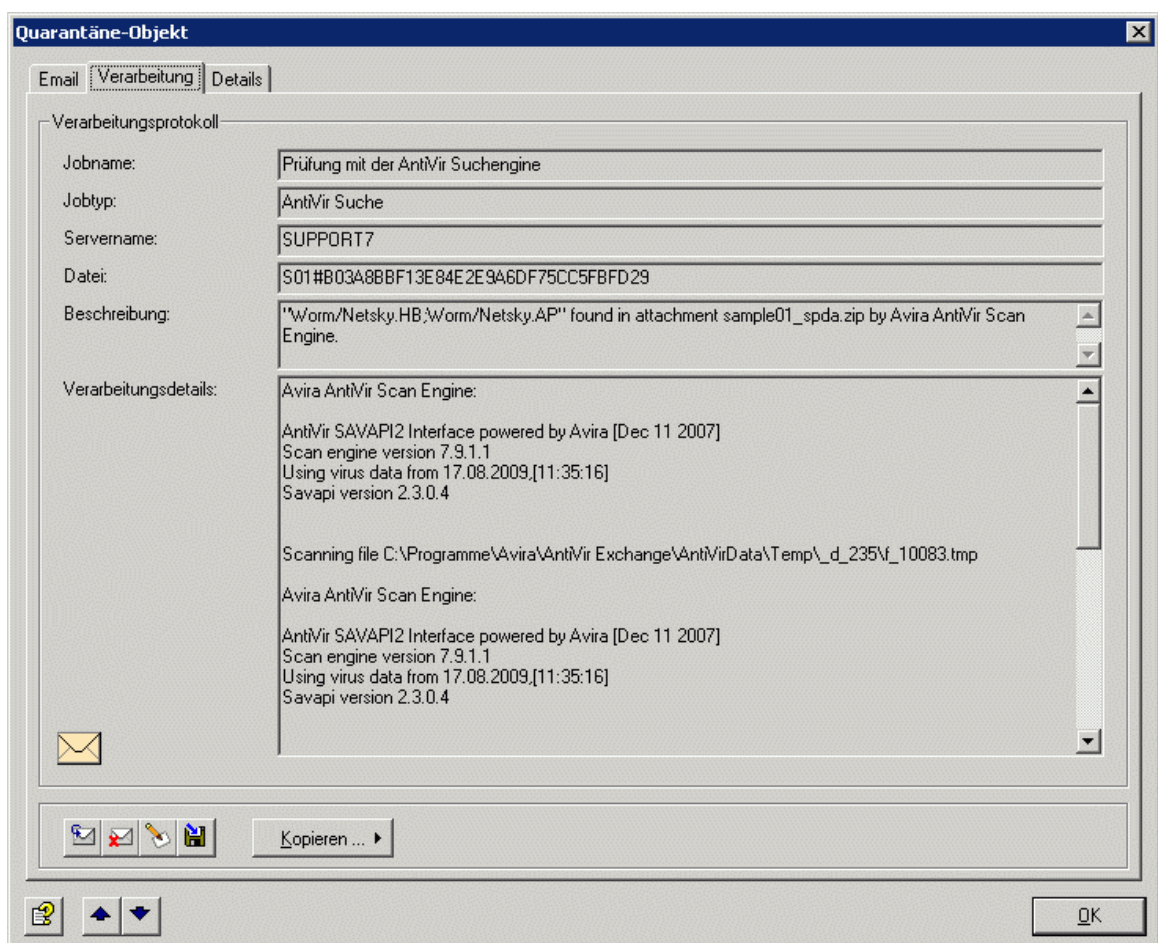 Quarantäne-Objekt
Email Verarbeitung Details
Verarbeitungsprotokoll
Jobname: Prüfung mit der AntiVir Suchengine
Jobtyp: AntiVir Suche
Servername: SUPPORT7
Datei: S01#B03A8BBF13E84E2E9A6DF75CC5FBFD29
Beschreibung: "Worm/Netsky.HB;Worm/Netsky.AP" found in attachment sample01_spda.zip by Avira AntiVir Scan
Engine.
Verarbeitungsdetails: Avira AntiVir Scan Engine:
AntiVir SAVAPI2 Interface powered by Avira [Dec 11 2007]
Scan engine version 7.9.1.1
Using virus data from 17.08.2009,[11:35:16]
Savapi version 2.3.0.4
Scanning file C:\Programme\Avira\AntiVir Exchange\AntiVirData\Temp\_d_235\f_10083.tmp
Avira AntiVir Scan Engine:
AntiVir SAVAPI2 Interface powered by Avira [Dec 11 2007]
Scan engine version 7.9.1.1
Using virus data from 17.08.2009,[11:35:16]
Savapi version 2.3.0.4
Kopieren ...
OK